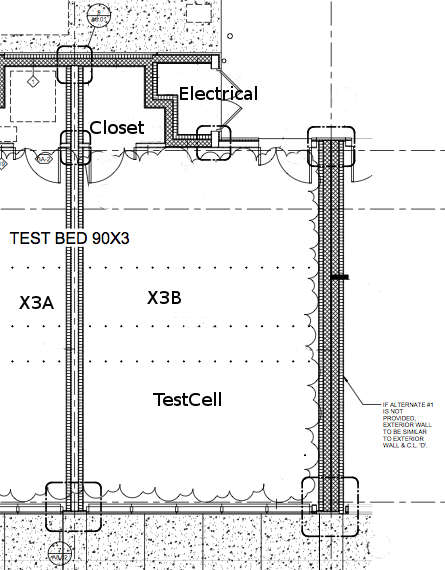 Electrical
Closet
TEST BED 90X3
X3A
X3B
TestCell
IF ALTERNATE #1
IS NOT
PROVIDED,
EXTERIOR WALL
TO BE SIMILAR
TO EXTERIOR
WALL & C.L. 'D'.